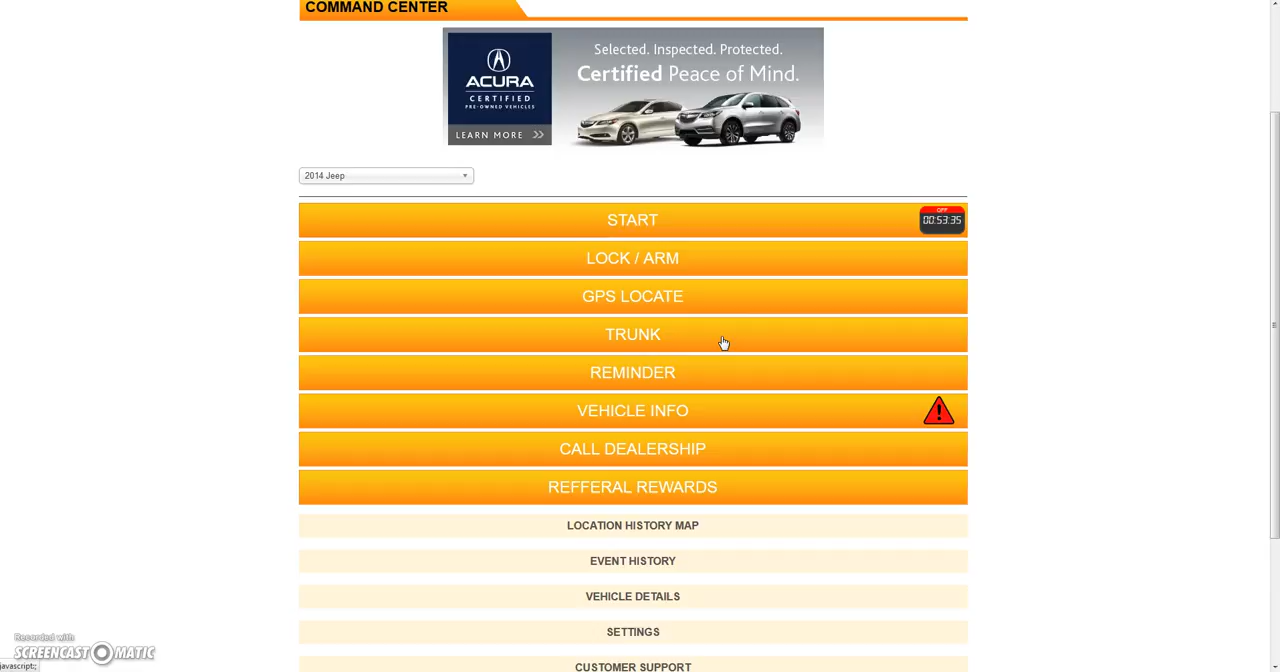 COMMAND CENTER
Selected. Inspected. Protected.
Certified Peace of Mind.
ACURA
CERTIFIED
PRE-OWNED VEHICLES
LEARN MORE >>
2014 Jeep
START
OFF
00:53:35
LOCK / ARM
GPS LOCATE
TRUNK
REMINDER
VEHICLE INFO
CALL DEALERSHIP
REFFERAL REWARDS
LOCATION HISTORY MAP
EVENT HISTORY
VEHICLE DETAILS
SETTINGS
CUSTOMER SUPPORT
Recorded with
SCREENCAST-O-MATIC
javascript:;